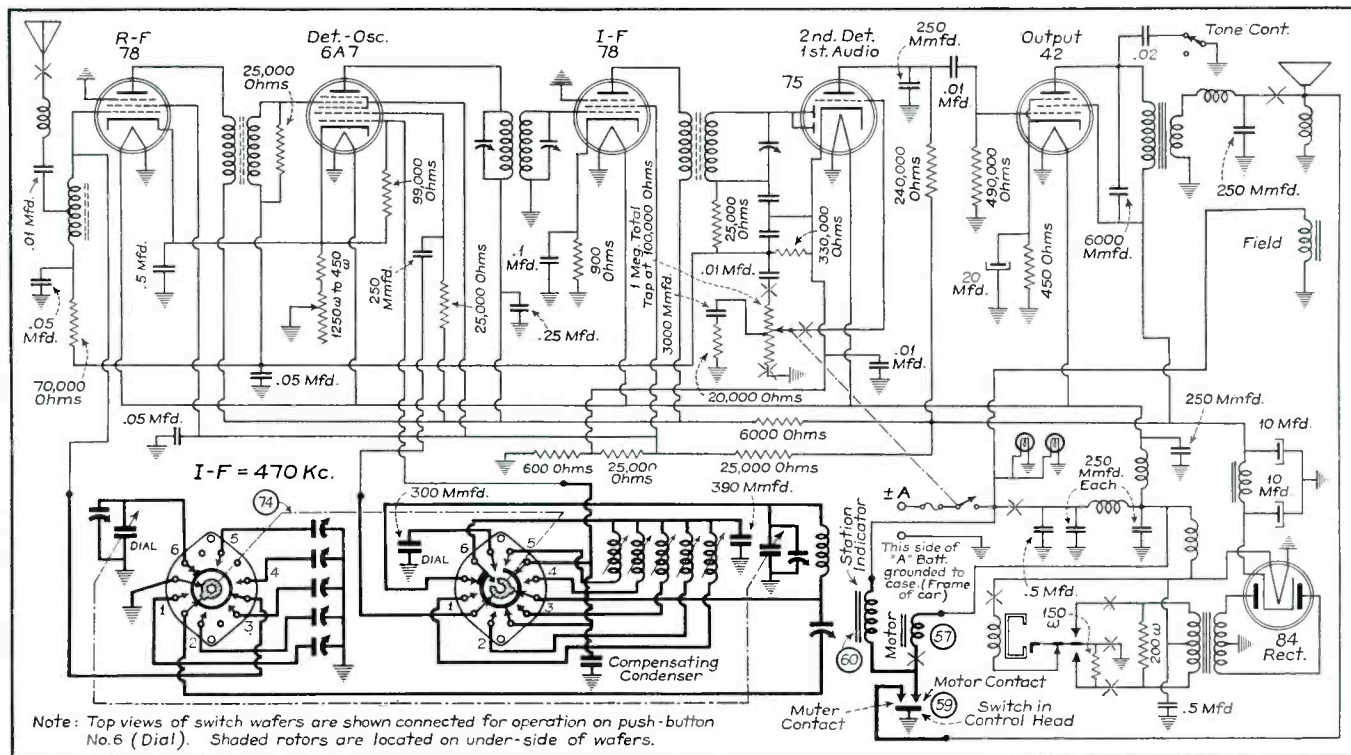 R-F
78
Det.-Osc.
6A7
I-F
78
2nd. Det.
1st. Audio
75
250
Mmfd.
Output
42
.02
Tone Cont.
25,000
Ohms
.01
Mfd.
.01 Mfd.
99,000
Ohms
25,000
Ohms
330,000
Ohms
240,000
Ohms
490,000
Ohms
250 Mmfd.
6000
Mmfd.
Field
.5 Mfd.
.1
Mfd.
900
Ohms
1 Meg. Total
Tap at 100,000 Ohms
.01 Mfd.
3000 Mmfd.
20
Mfd.
450 Ohms
.05
Mfd.
1250 ω to 450
ω
250
Mmfd.
25,000 Ohms
.25 Mfd.
.01
Mfd.
70,000
Ohms
.05 Mfd.
20,000 Ohms
.05 Mfd.
6000 Ohms
250 Mmfd.
10 Mfd.
I-F = 470 Kc.
600 Ohms
25,000
Ohms
25,000
Ohms
250
Mmfd.
Each
10
Mfd.
74
300 Mmfd.
390 Mmfd.
± A
DIAL
6
5
4
3
2
1
DIAL
6
5
4
3
2
1
Station
Indicator
This side of
"A" Batt.
grounded to
case. (Frame
of car)
.5 Mfd.
Motor
57
60
150
ω
200 ω
84
Rect.
Compensating
Condenser
Motor Contact
59
Muter
Contact
Switch in
Control Head
.5 Mfd
Note: Top views of switch wafers are shown connected for operation on push-button
No. 6 (Dial). Shaded rotors are located on under-side of wafers.